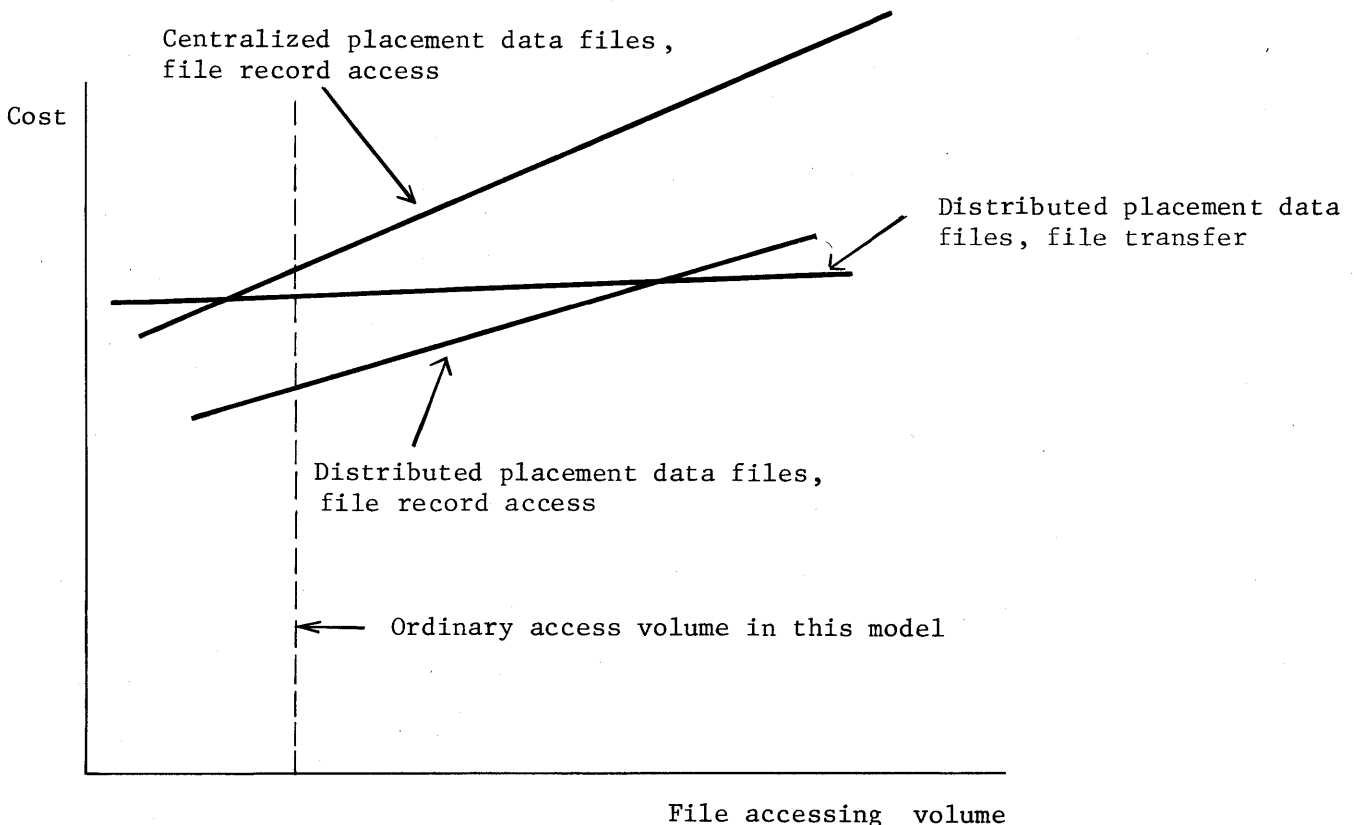 Centralized placement data files,
file record access
Cost
Distributed placement data
files, file transfer
Distributed placement data files,
file record access
Ordinary access volume in this model
File accessing volume